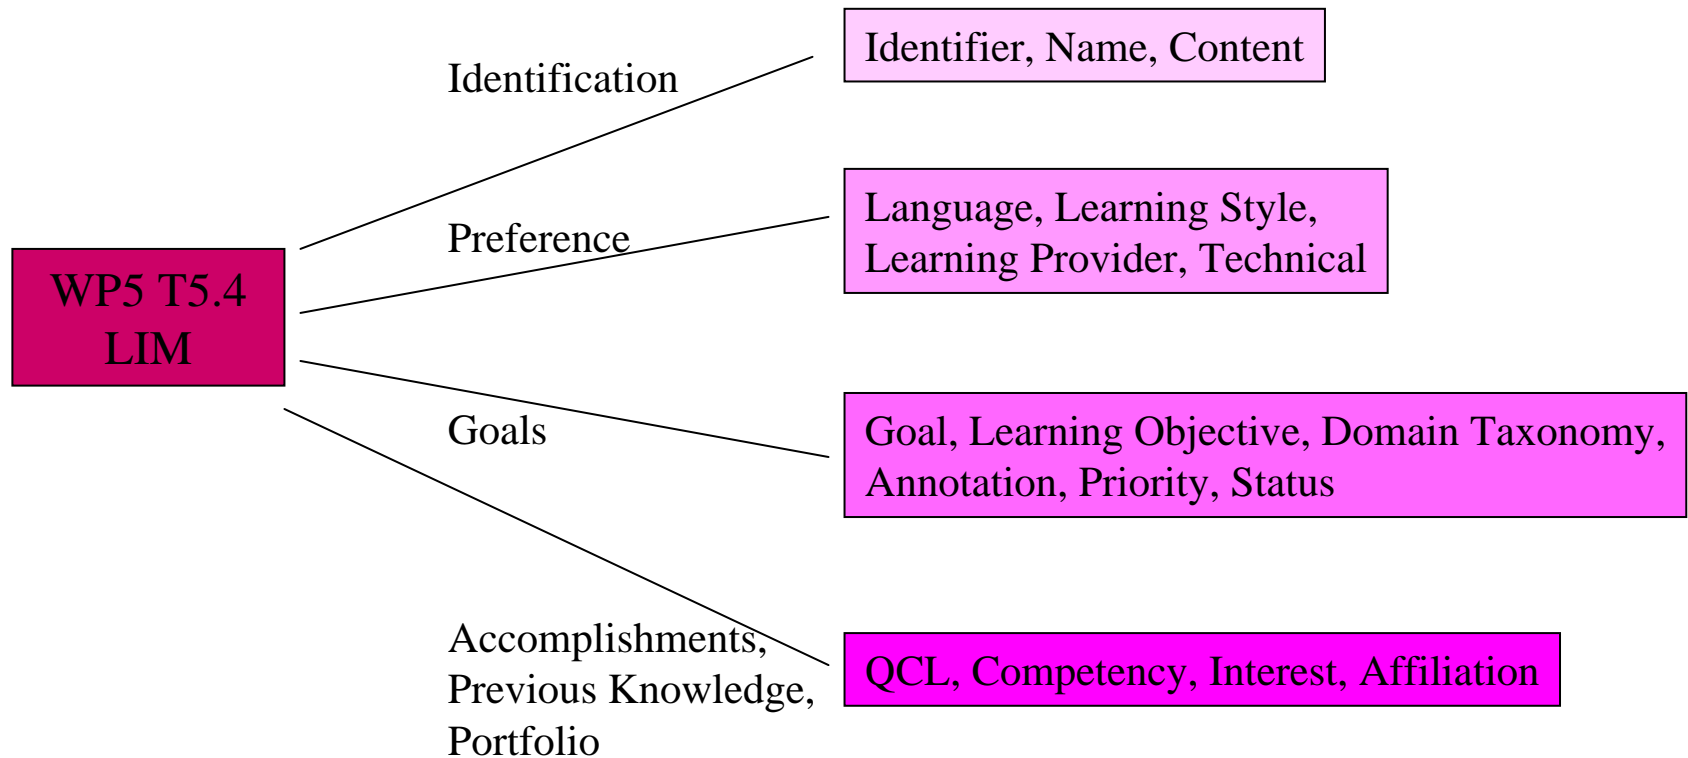 Identification
Identifier, Name, Content
Preference
Language, Learning Style,
Learning Provider, Technical
WP5 T5.4
LIM
Goals
Goal, Learning Objective, Domain Taxonomy,
Annotation, Priority, Status
Accomplishments,
Previous Knowledge,
Portfolio
QCL, Competency, Interest, Affiliation